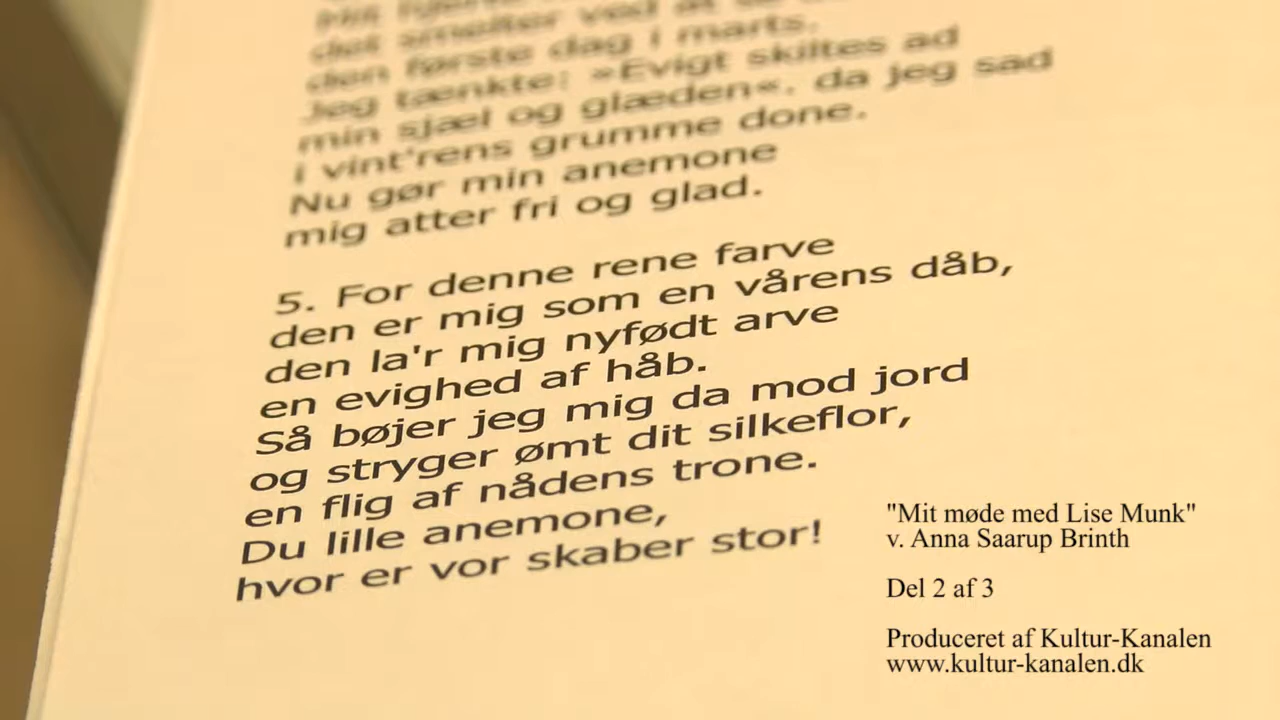 det smelter ved at se
den første dag i marts.
Jeg tænkte: »Evigt skiltes ad
min sjæl og glæden«. da jeg sad
i vint'rens grumme done.
Nu gør min anemone
mig atter fri og glad.
5. For denne rene farve
den er mig som en vårens dåb,
den la'r mig nyfødt arve
en evighed af håb.
Så bøjer jeg mig da mod jord
og stryger ømt dit silkeflor,
en flig af nådens trone.
Du lille anemone,
hvor er vor skaber stor!
"Mit møde med Lise Munk"
v. Anna Saarup Brinth
Del 2 af 3
Produceret af Kultur-Kanalen
www.kultur-kanalen.dk